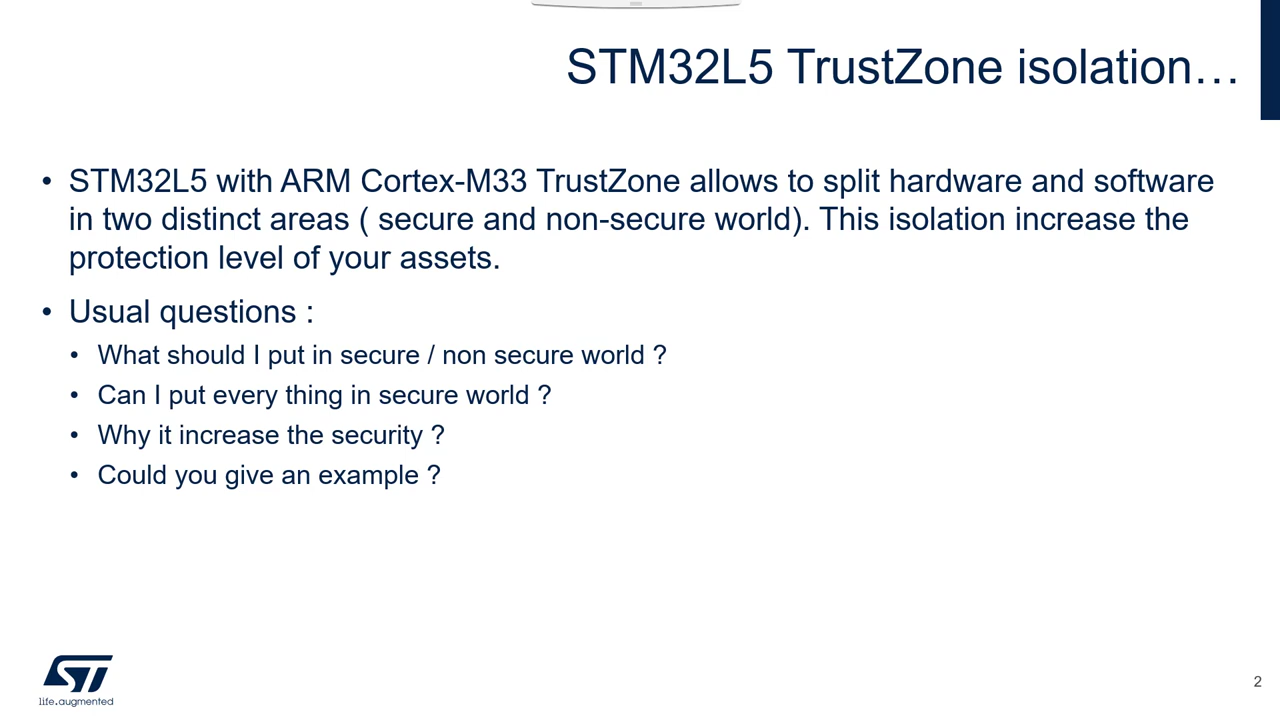 STM32L5 TrustZone isolation…
• STM32L5 with ARM Cortex-M33 TrustZone allows to split hardware and software
in two distinct areas ( secure and non-secure world). This isolation increase the
protection level of your assets.
• Usual questions :
• What should I put in secure / non secure world ?
• Can I put every thing in secure world ?
• Why it increase the security ?
• Could you give an example ?
ST
life.augmented
2